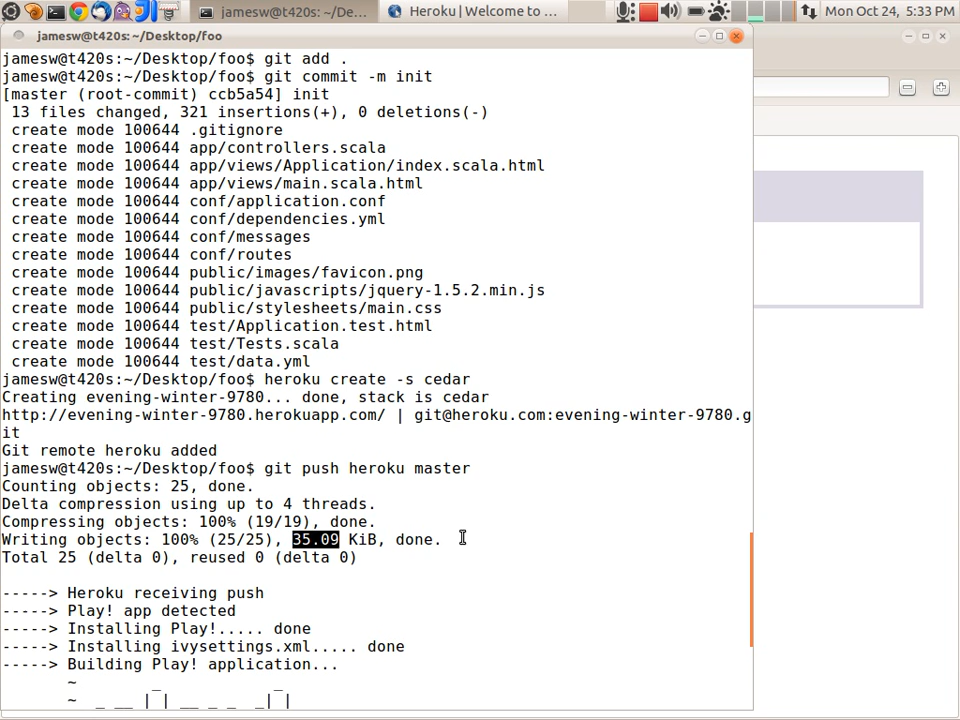 jamesw@t420s: ~/De...
Heroku | Welcome to ...
Mon Oct 24, 5:33 PM
jamesw@t420s: ~/Desktop/foo
jamesw@t420s:~/Desktop/foo$ git add .
jamesw@t420s:~/Desktop/foo$ git commit -m init
[master (root-commit) ccb5a54] init
 13 files changed, 321 insertions(+), 0 deletions(-)
 create mode 100644 .gitignore
 create mode 100644 app/controllers.scala
 create mode 100644 app/views/Application/index.scala.html
 create mode 100644 app/views/main.scala.html
 create mode 100644 conf/application.conf
 create mode 100644 conf/dependencies.yml
 create mode 100644 conf/messages
 create mode 100644 conf/routes
 create mode 100644 public/images/favicon.png
 create mode 100644 public/javascripts/jquery-1.5.2.min.js
 create mode 100644 public/stylesheets/main.css
 create mode 100644 test/Application.test.html
 create mode 100644 test/Tests.scala
 create mode 100644 test/data.yml
jamesw@t420s:~/Desktop/foo$ heroku create -s cedar
Creating evening-winter-9780... done, stack is cedar
http://evening-winter-9780.herokuapp.com/ | git@heroku.com:evening-winter-9780.g
it
Git remote heroku added
jamesw@t420s:~/Desktop/foo$ git push heroku master
Counting objects: 25, done.
Delta compression using up to 4 threads.
Compressing objects: 100% (19/19), done.
Writing objects: 100% (25/25), 35.09 KiB, done.
Total 25 (delta 0), reused 0 (delta 0)
-----> Heroku receiving push
-----> Play! app detected
-----> Installing Play!..... done
-----> Installing ivysettings.xml..... done
-----> Building Play! application...
       ~        _            _
       ~  _ __ | | __ _ _  _| |